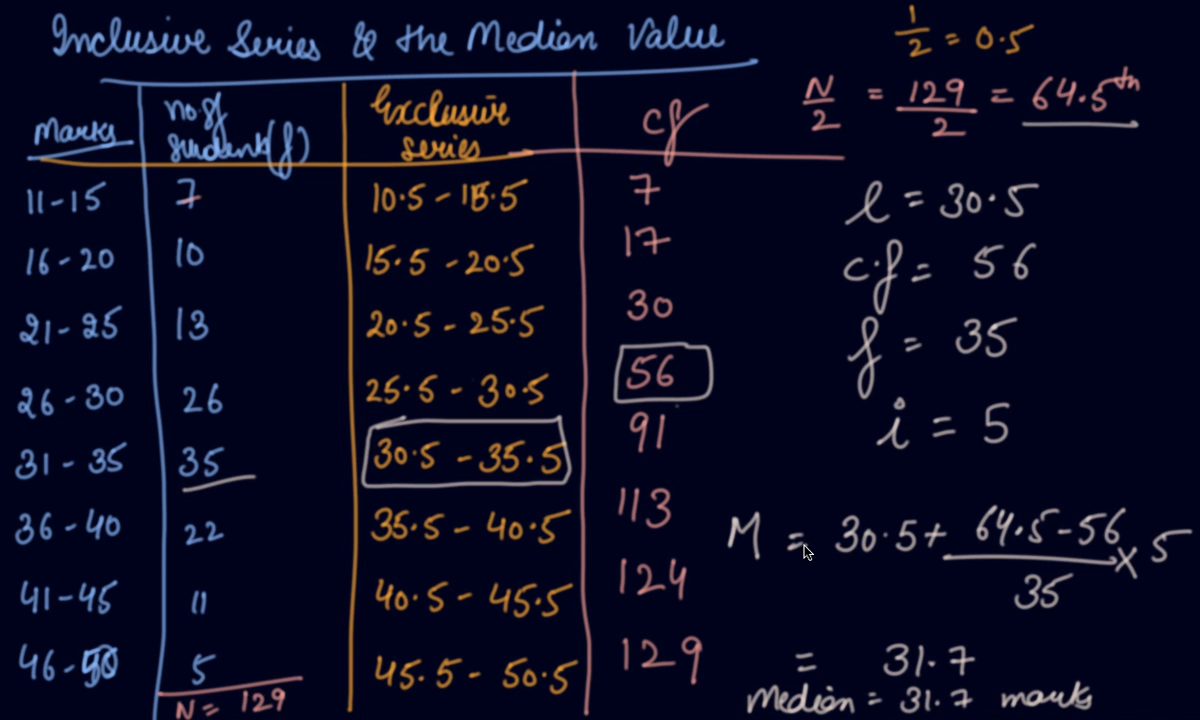 Inclusive Series & the Median Value
1/2 = 0.5
N/2 = 129/2 = 64.5th
Marks no.of student(f) Exclusive series cf
11-15 7 10.5 - 15.5 7
16-20 10 15.5 - 20.5 17
21-25 13 20.5 - 25.5 30
26-30 26 25.5 - 30.5 56
31-35 35 30.5 - 35.5 91
36-40 22 35.5 - 40.5 113
41-45 11 40.5 - 45.5 124
46-50 5 45.5 - 50.5 129
N = 129
l = 30.5
c.f = 56
f = 35
i = 5
M = 30.5 + (64.5-56)/35 × 5
= 31.7
Median = 31.7 marks